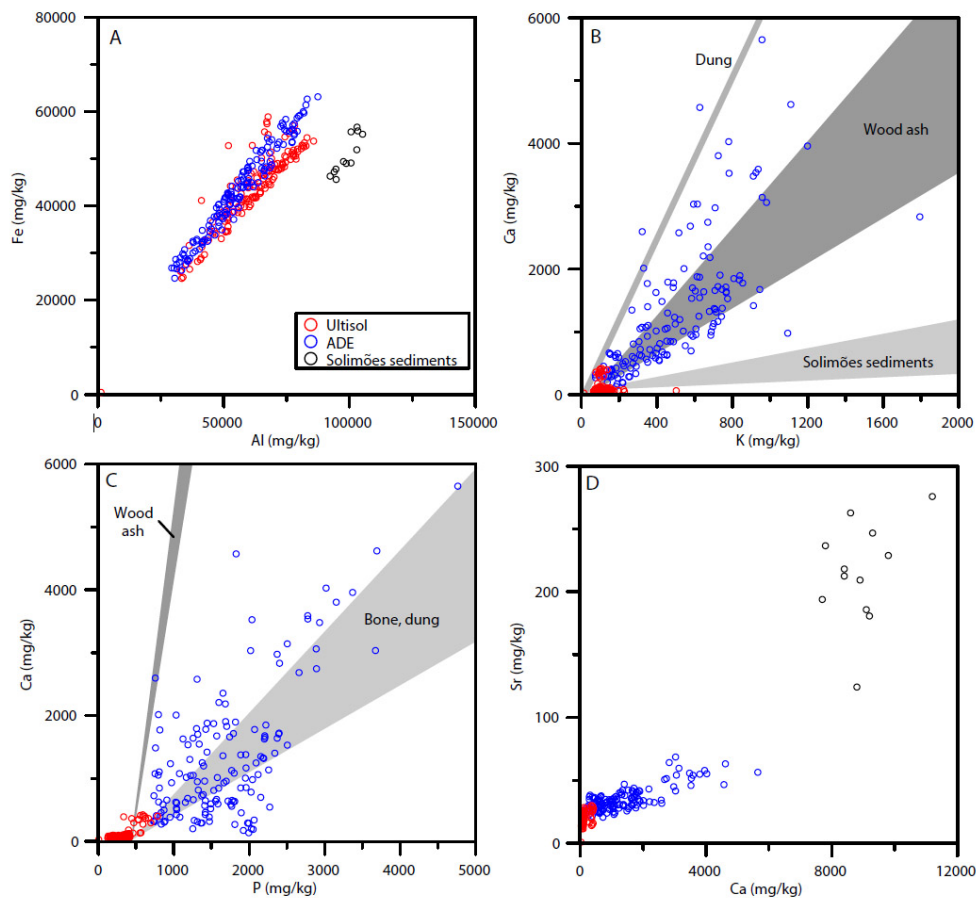 A
80000
60000
40000
20000
0
Fe (mg/kg)
0
50000
100000
150000
Al (mg/kg)
Ultisol
ADE
Solimões sediments
B
6000
4000
2000
0
Ca (mg/kg)
0
400
800
1200
1600
2000
K (mg/kg)
Dung
Wood ash
Solimões sediments
C
6000
4000
2000
0
Ca (mg/kg)
0
1000
2000
3000
4000
5000
P (mg/kg)
Wood
ash
Bone, dung
D
300
200
100
0
Sr (mg/kg)
0
4000
8000
12000
Ca (mg/kg)